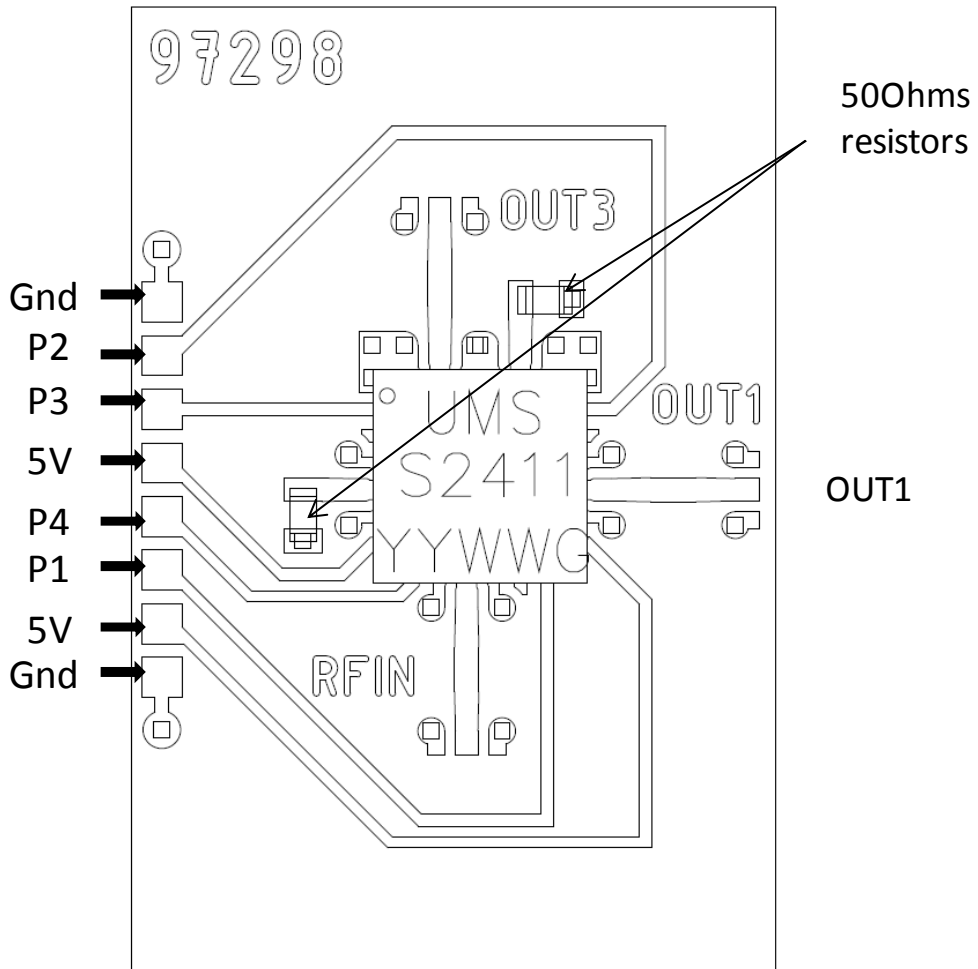 97298
50Ohms
resistors
OUT3
Gnd
P2
P3
5V
P4
P1
5V
Gnd
OUT1
OUT1
UMS
S2411
YYWWG
RFIN